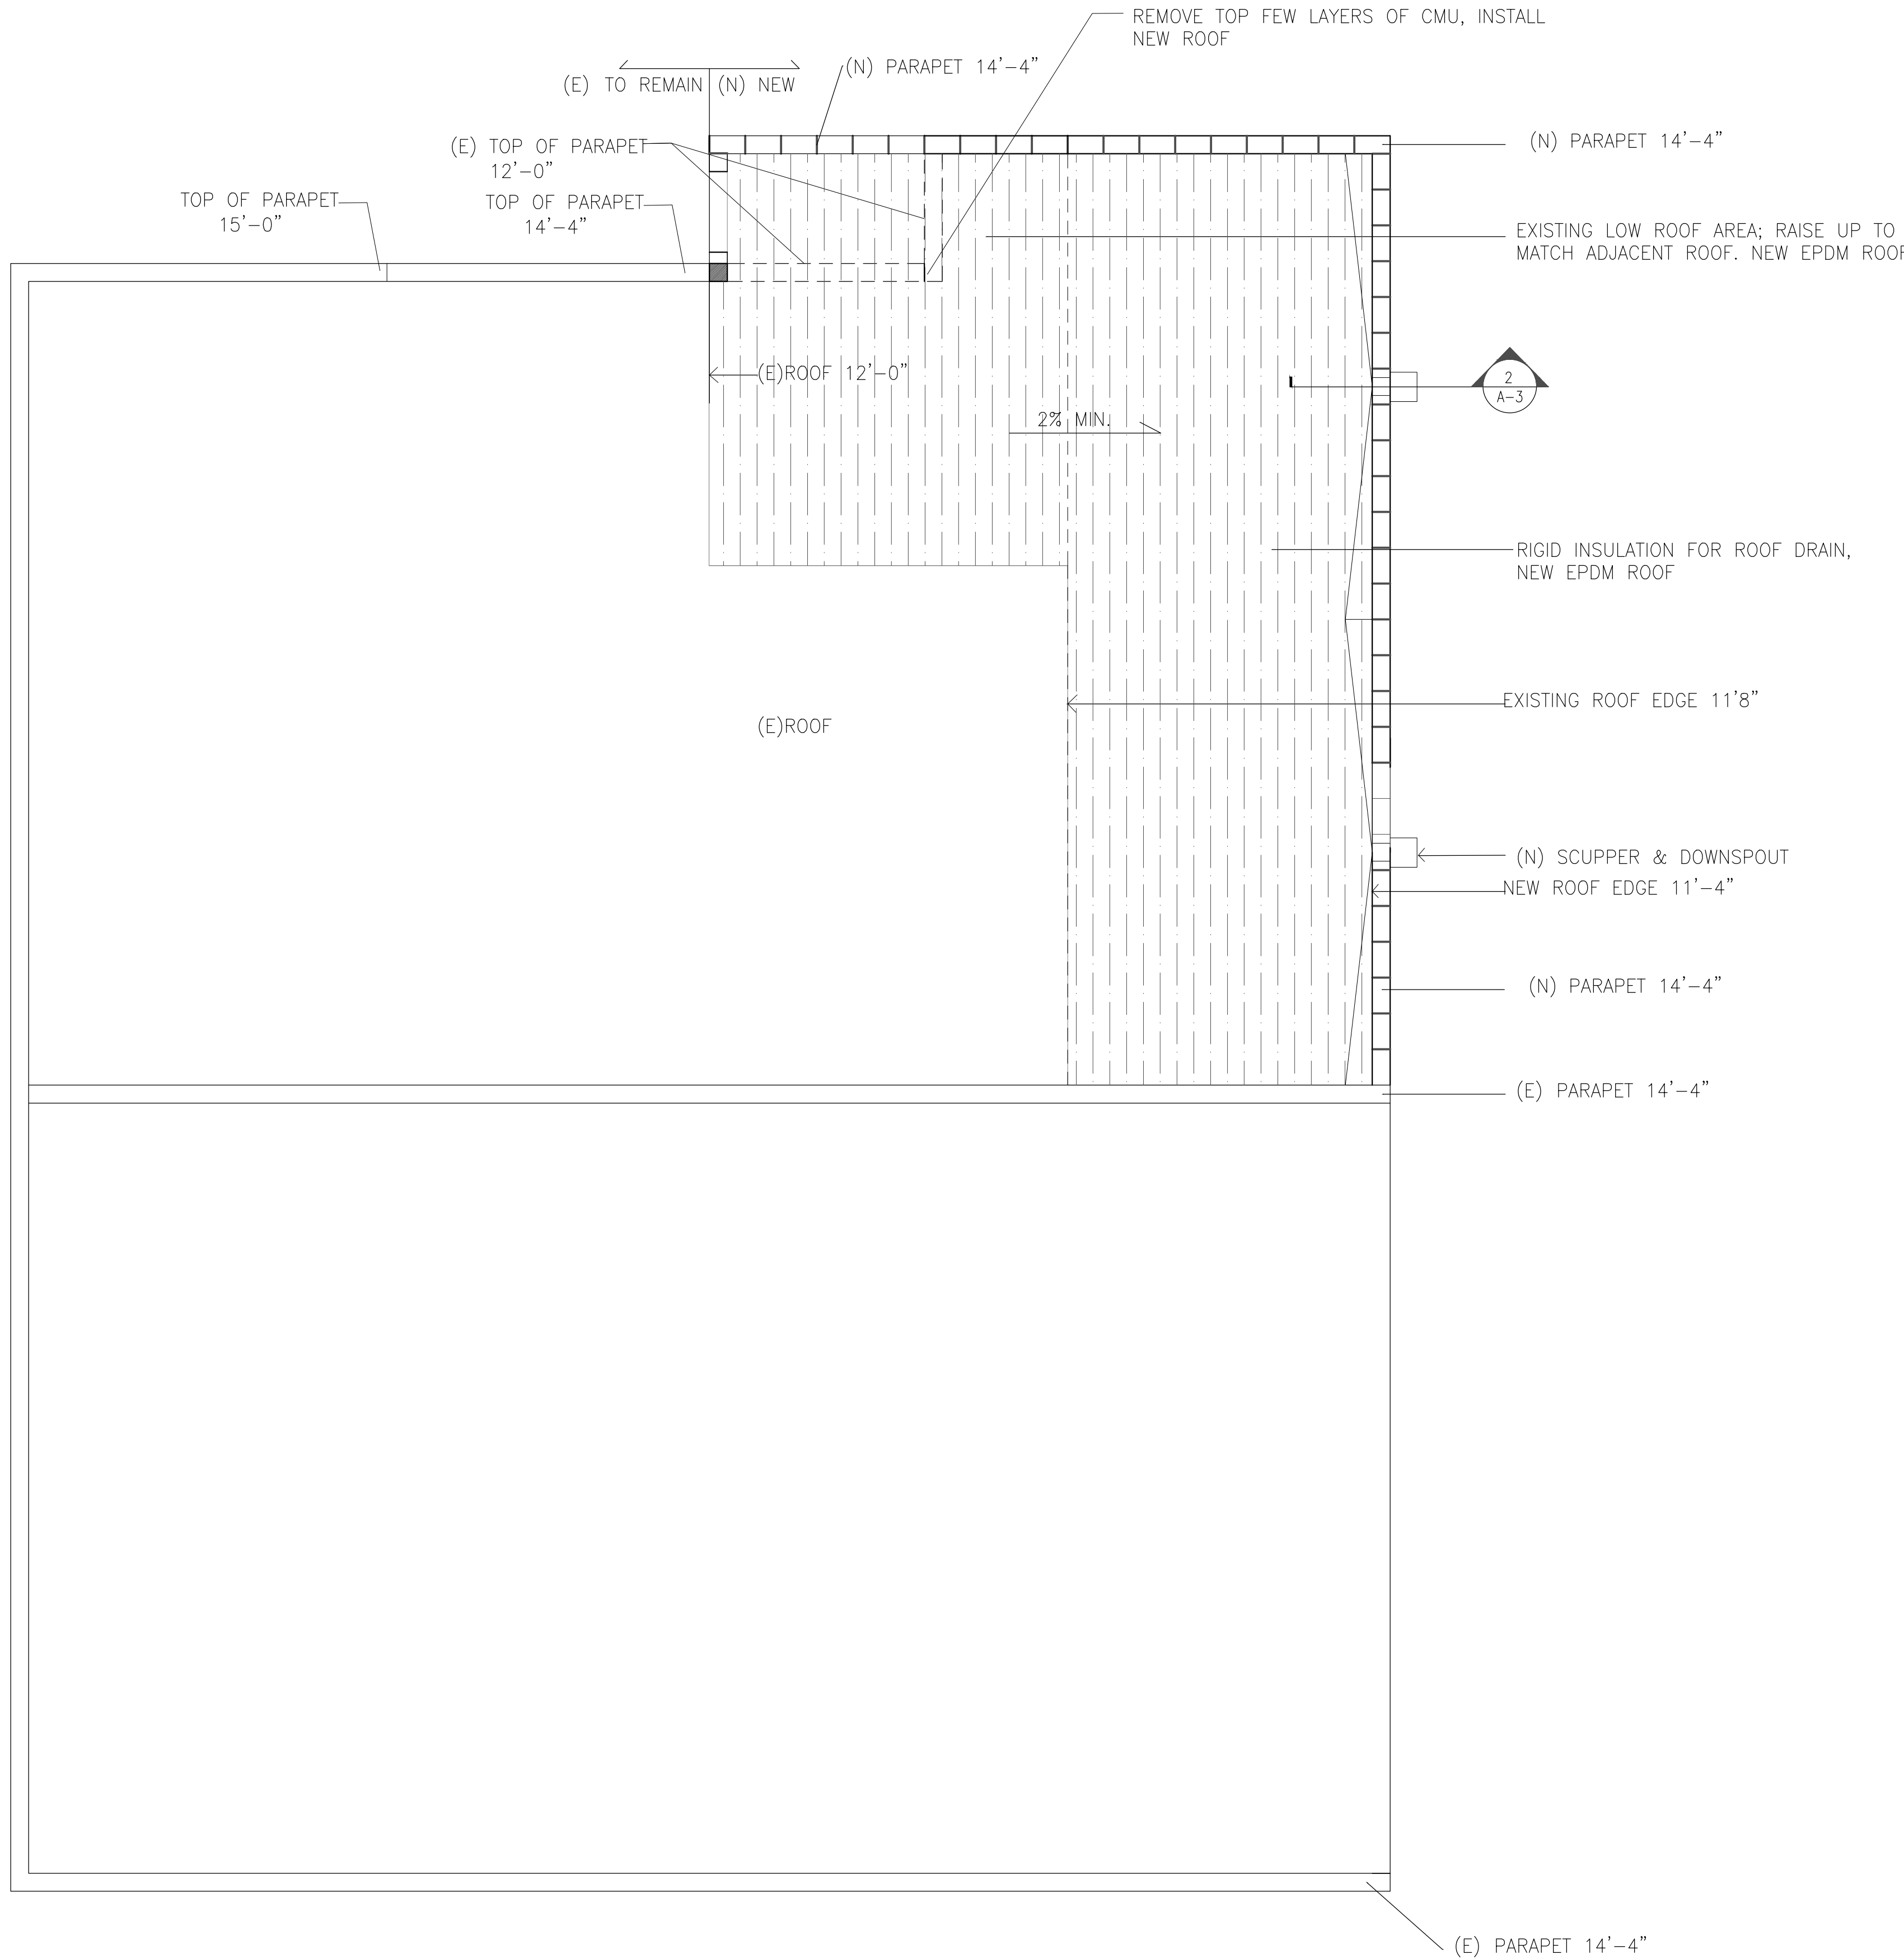 REMOVE TOP FEW LAYERS OF CMU, INSTALL
NEW ROOF
(N) PARAPET 14'-4"
(E) TO REMAIN
(N) NEW
(E) TOP OF PARAPET
12'-0"
(N) PARAPET 14'-4"
TOP OF PARAPET
15'-0"
TOP OF PARAPET
14'-4"
EXISTING LOW ROOF AREA; RAISE UP TO
MATCH ADJACENT ROOF. NEW EPDM ROOF
(E)ROOF 12'-0"
2
A-3
2% MIN.
RIGID INSULATION FOR ROOF DRAIN,
NEW EPDM ROOF
EXISTING ROOF EDGE 11'8"
(E)ROOF
(N) SCUPPER & DOWNSPOUT
NEW ROOF EDGE 11'-4"
(N) PARAPET 14'-4"
(E) PARAPET 14'-4"
(E) PARAPET 14'-4"